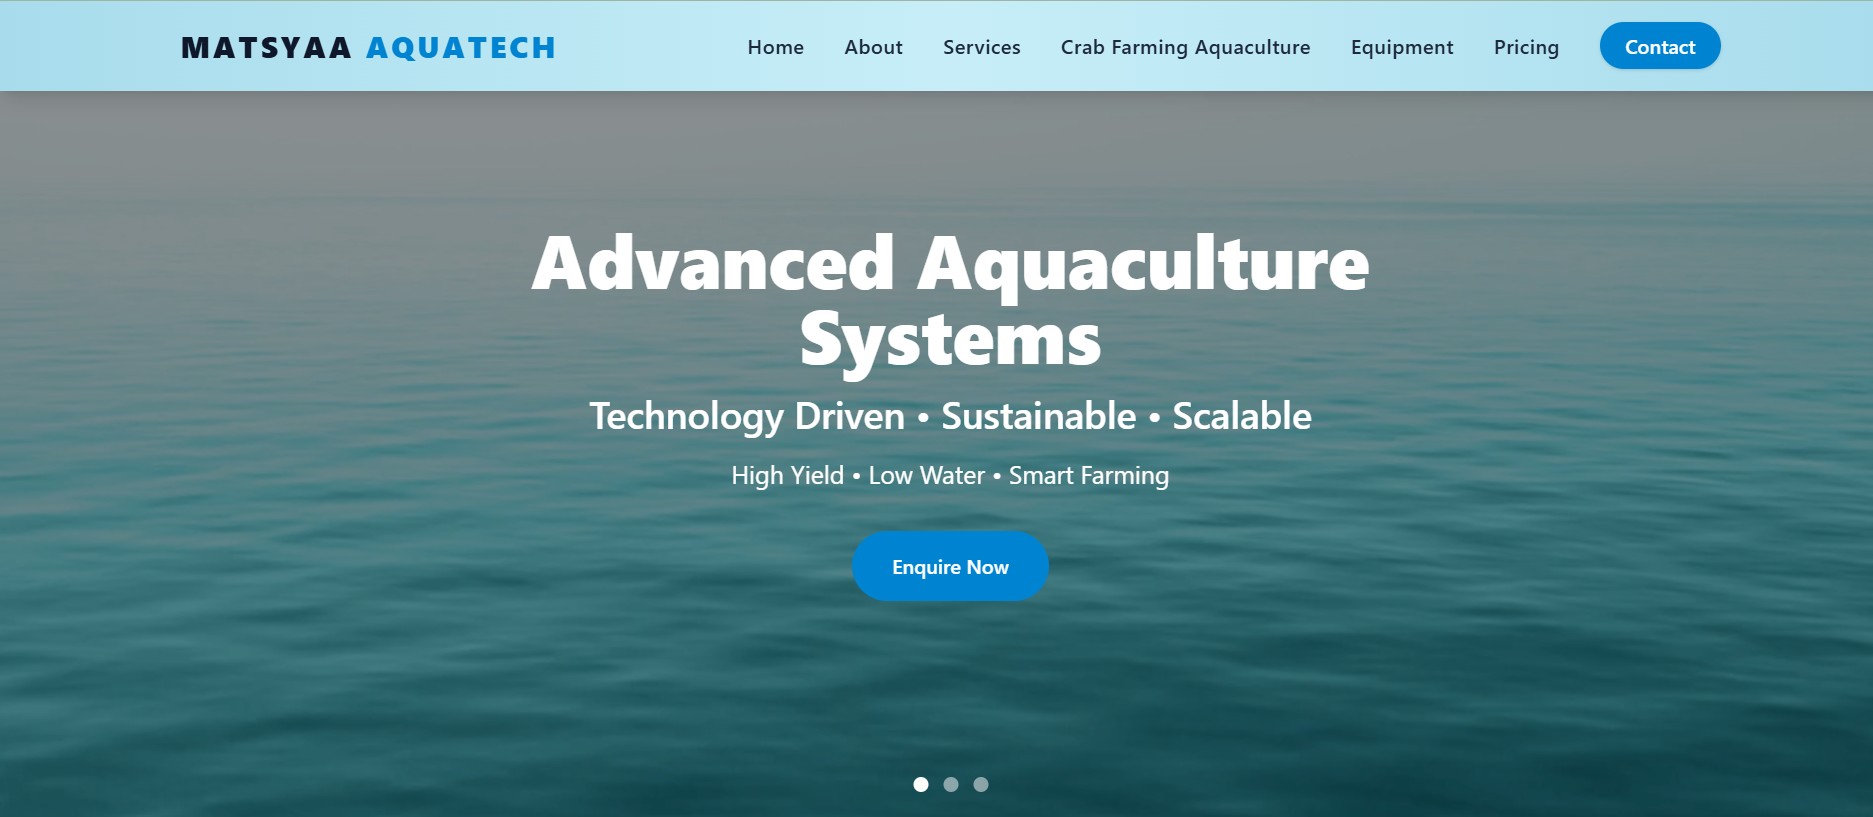 MATSYAA AQUATECH
Home About Services Crab Farming Aquaculture Equipment Pricing Contact
Advanced Aquaculture
Systems
Technology Driven • Sustainable • Scalable
High Yield • Low Water • Smart Farming
Enquire Now